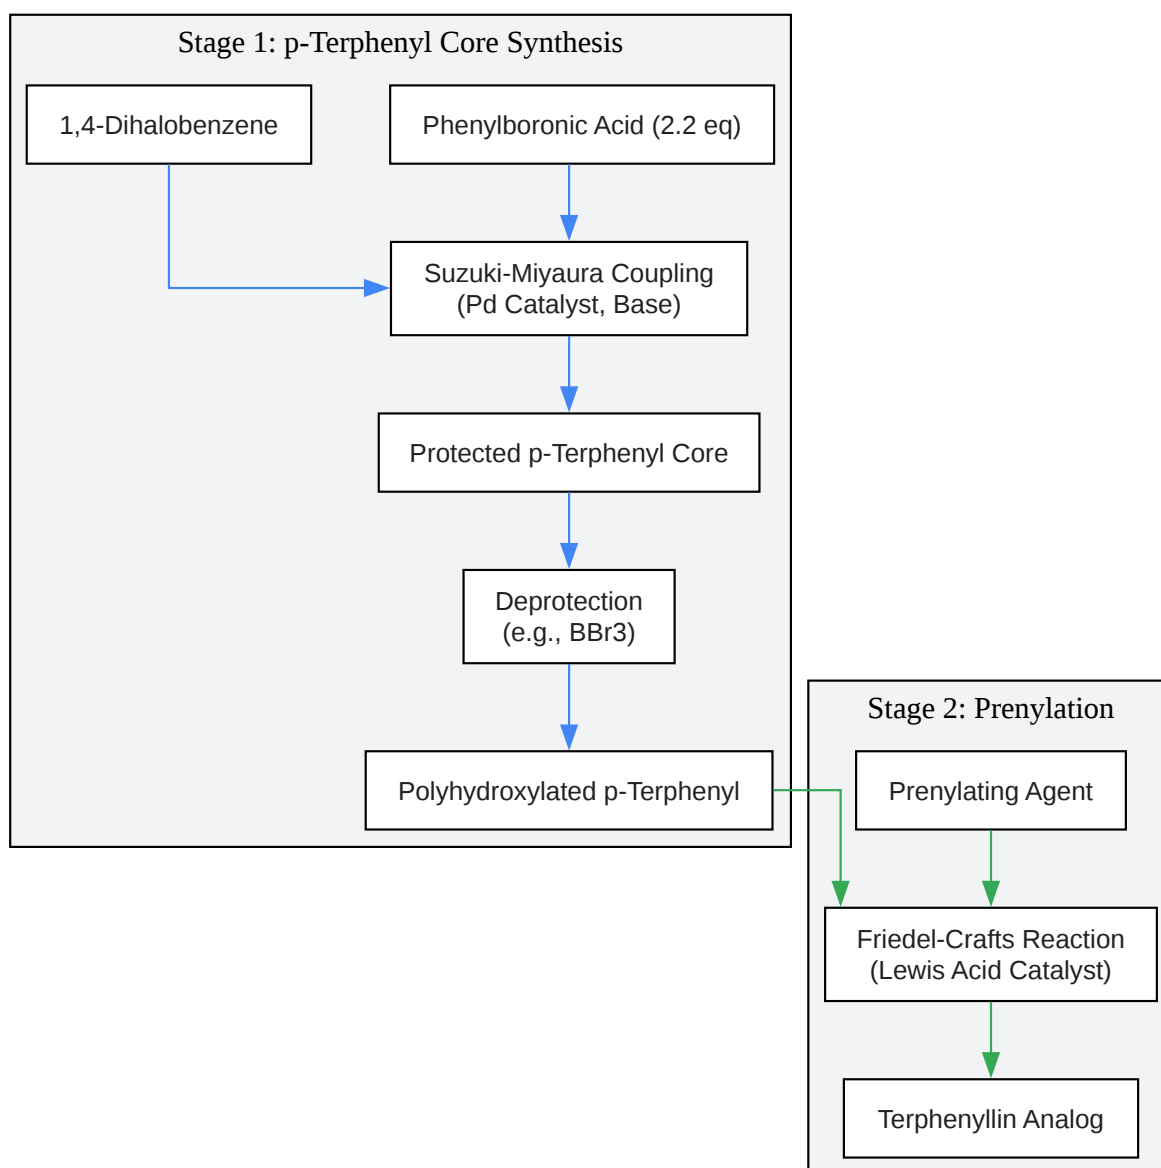 Stage 1: p-Terphenyl Core Synthesis
1,4-Dihalobenzene
Phenylboronic Acid (2.2 eq)
Suzuki-Miyaura Coupling
(Pd Catalyst, Base)
Protected p-Terphenyl Core
Deprotection
(e.g., BBr3)
Polyhydroxylated p-Terphenyl
Stage 2: Prenylation
Prenylating Agent
Friedel-Crafts Reaction
(Lewis Acid Catalyst)
Terphenyllin Analog